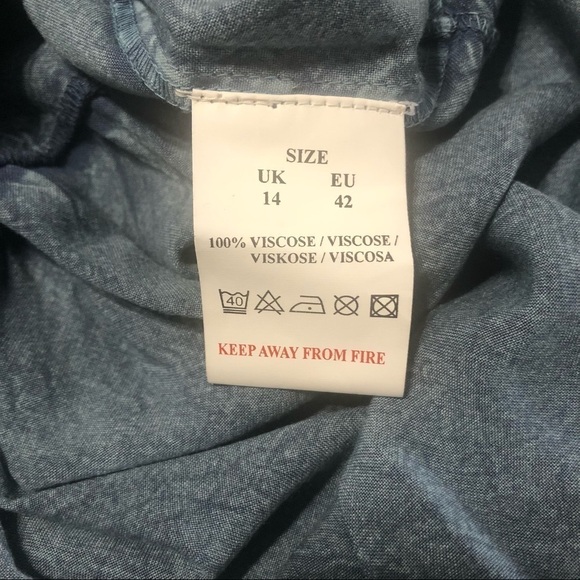 SIZE
UK EU
14 42
100% VISCOSE / VISCOSE /
VISKOSE / VISCOSA
40
KEEP AWAY FROM FIRE